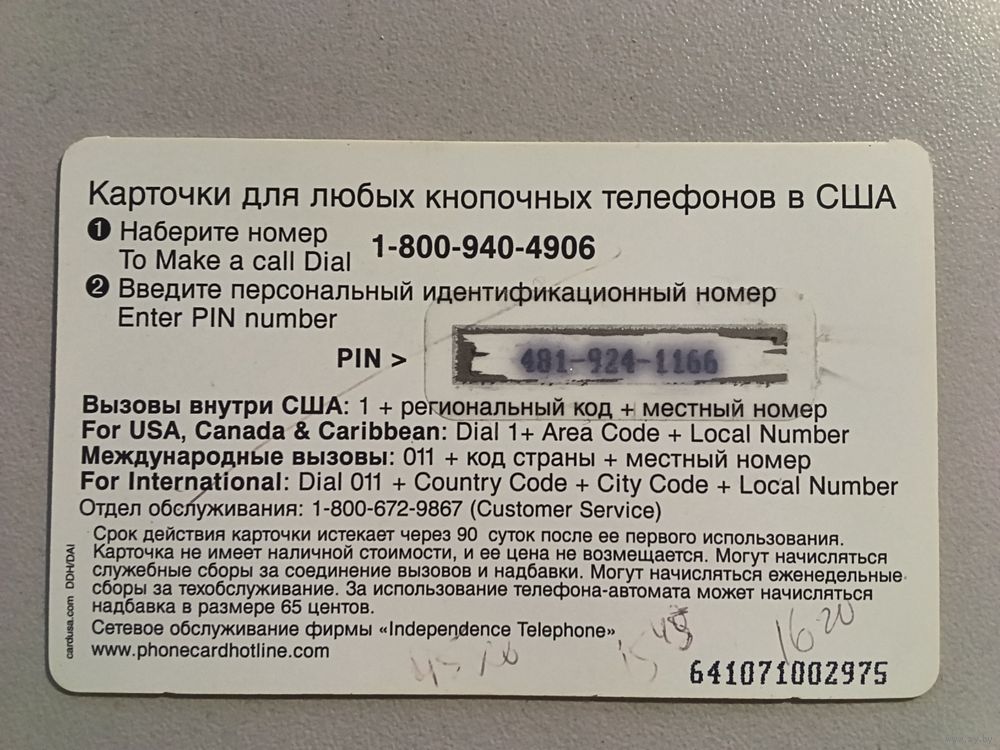 Карточки для любых кнопочных телефонов в США
1 Наберите номер
To Make a call Dial
1-800-940-4906
2 Введите персональный идентификационный номер
Enter PIN number
PIN > 481-924-1166
Вызовы внутри США: 1 + региональный код + местный номер
For USA, Canada & Caribbean: Dial 1+ Area Code + Local Number
Международные вызовы: 011 + код страны + местный номер
For International: Dial 011 + Country Code + City Code + Local Number
Отдел обслуживания: 1-800-672-9867 (Customer Service)
Срок действия карточки истекает через 90 суток после ее первого использования.
Карточка не имеет наличной стоимости, и ее цена не возмещается. Могут начисляться
служебные сборы за соединение вызовов и надбавки. Могут начисляться еженедельные
сборы за техобслуживание. За использование телефона-автомата может начисляться
надбавка в размере 65 центов.
Сетевое обслуживание фирмы «Independence Telephone»
www.phonecardhotline.com
cardusa.com DDH/DAI
16 20
641071002975